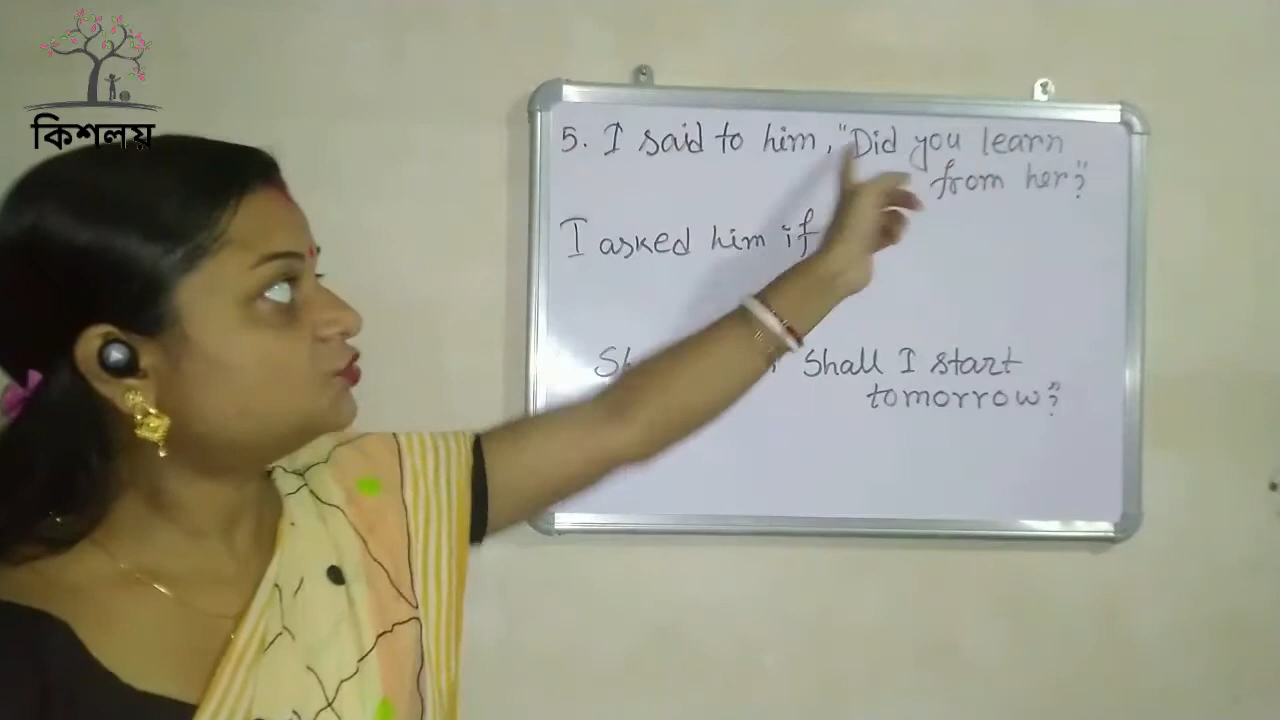 কিশলয়
5. I said to him, "Did you learn
from her?"
I asked him if
Shall I start
tomorrow?"